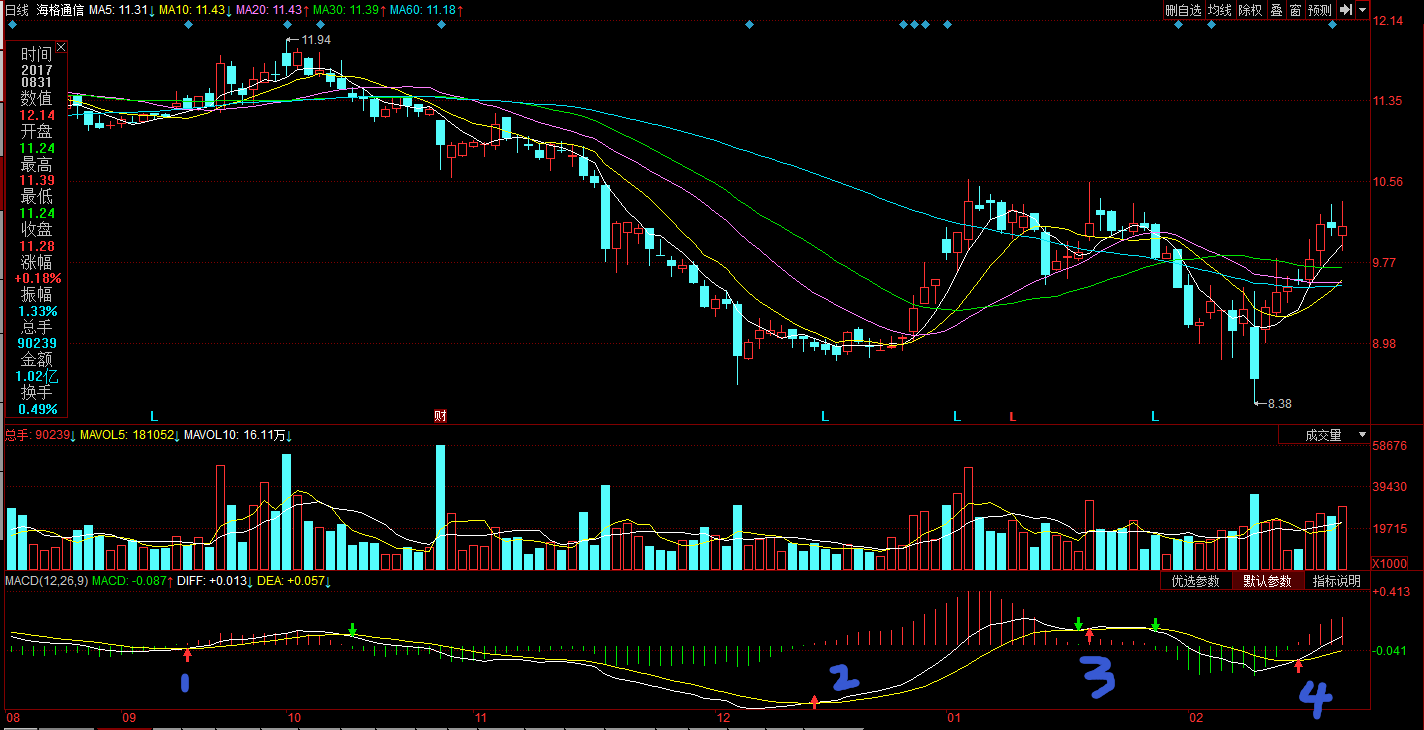 日线 海格通信 MA5: 11.31↓ MA10: 11.43↓ MA20: 11.43↑ MA30: 11.39↑ MA60: 11.18↑ 删自选 均线 除权 叠 窗 预测
12.14
11.94
时间
2017
0831
数值
12.14
开盘
11.24
最高
11.39
最低
11.24
收盘
11.28
涨幅
+0.18%
振幅
1.33%
总手
90239
金额
1.02亿
换手
0.49%
11.35
10.56
9.77
8.98
8.38
L 财 L L L L
总手: 90239↓ MAVOL5: 181052↓ MAVOL10: 16.11万↓ 成交量
58676
39430
19715
X1000
MACD(12,26,9) MACD: -0.087↑ DIFF: +0.013↓ DEA: +0.057↓ 优选参数 默认参数 指标说明
+0.413
-0.041
1 2 3 4
08 09 10 11 12 01 02